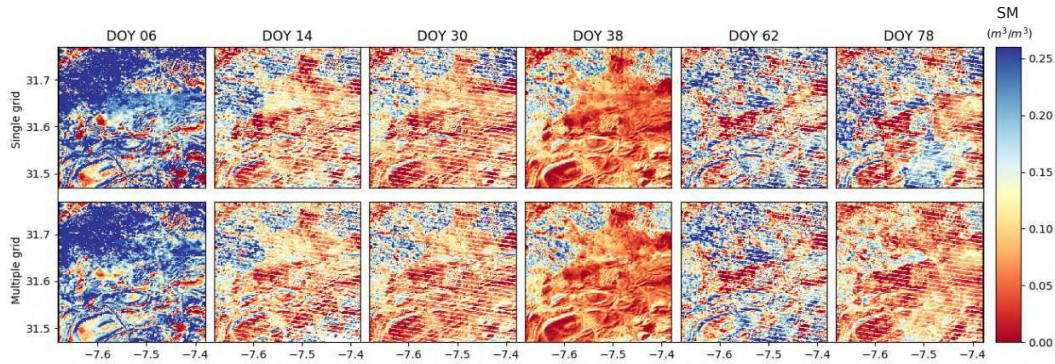 SM
(m³/m³)
DOY 06 DOY 14 DOY 30 DOY 38 DOY 62 DOY 78
Single grid
31.7
31.6
31.5
Multiple grid
31.7
31.6
31.5
−7.6 −7.5 −7.4 −7.6 −7.5 −7.4 −7.6 −7.5 −7.4 −7.6 −7.5 −7.4 −7.6 −7.5 −7.4 −7.6 −7.5 −7.4
0.25
0.20
0.15
0.10
0.05
0.00